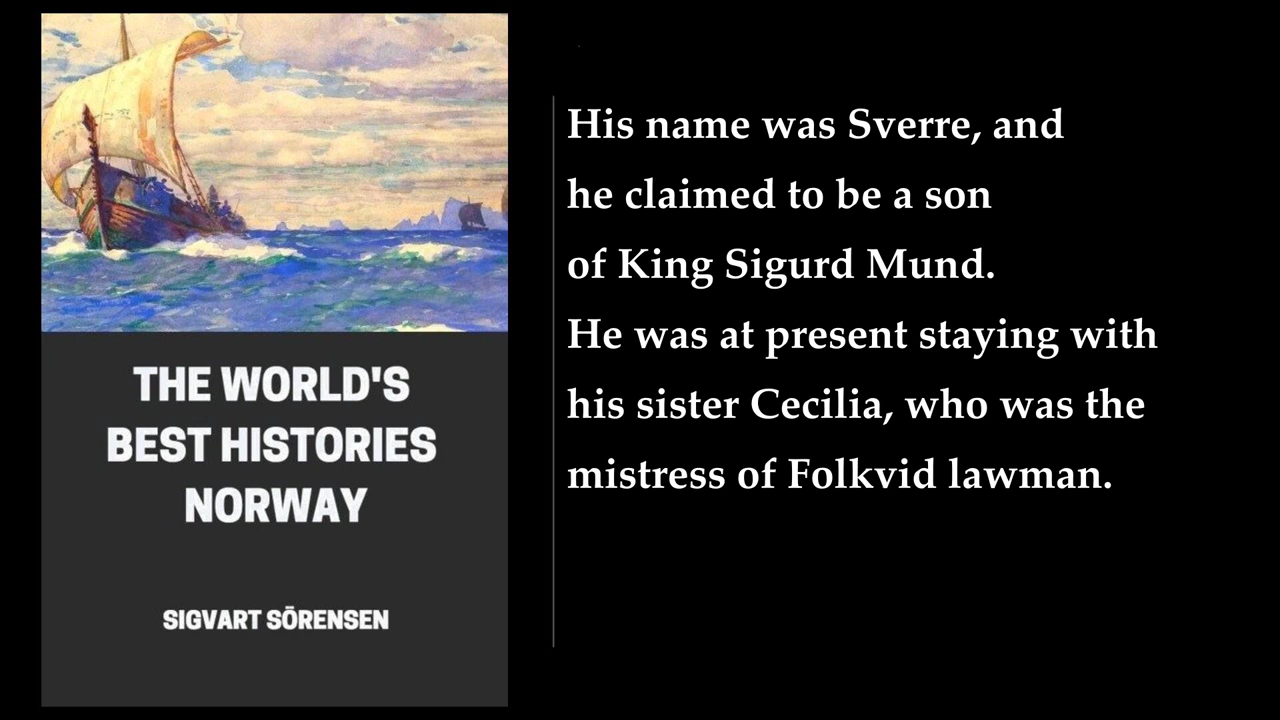 THE WORLD'S
BEST HISTORIES
NORWAY
SIGVART SÖRENSEN
His name was Sverre, and
he claimed to be a son
of King Sigurd Mund.
He was at present staying with
his sister Cecilia, who was the
mistress of Folkvid lawman.